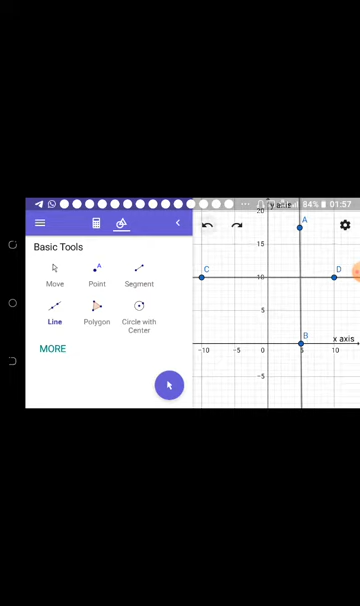 84% 01:57
Basic Tools
Move Point Segment
Line Polygon Circle with Center
MORE
y axis
20
15
10
5
-5
-10 -5 0 5 10
x axis
A
C D
B
A